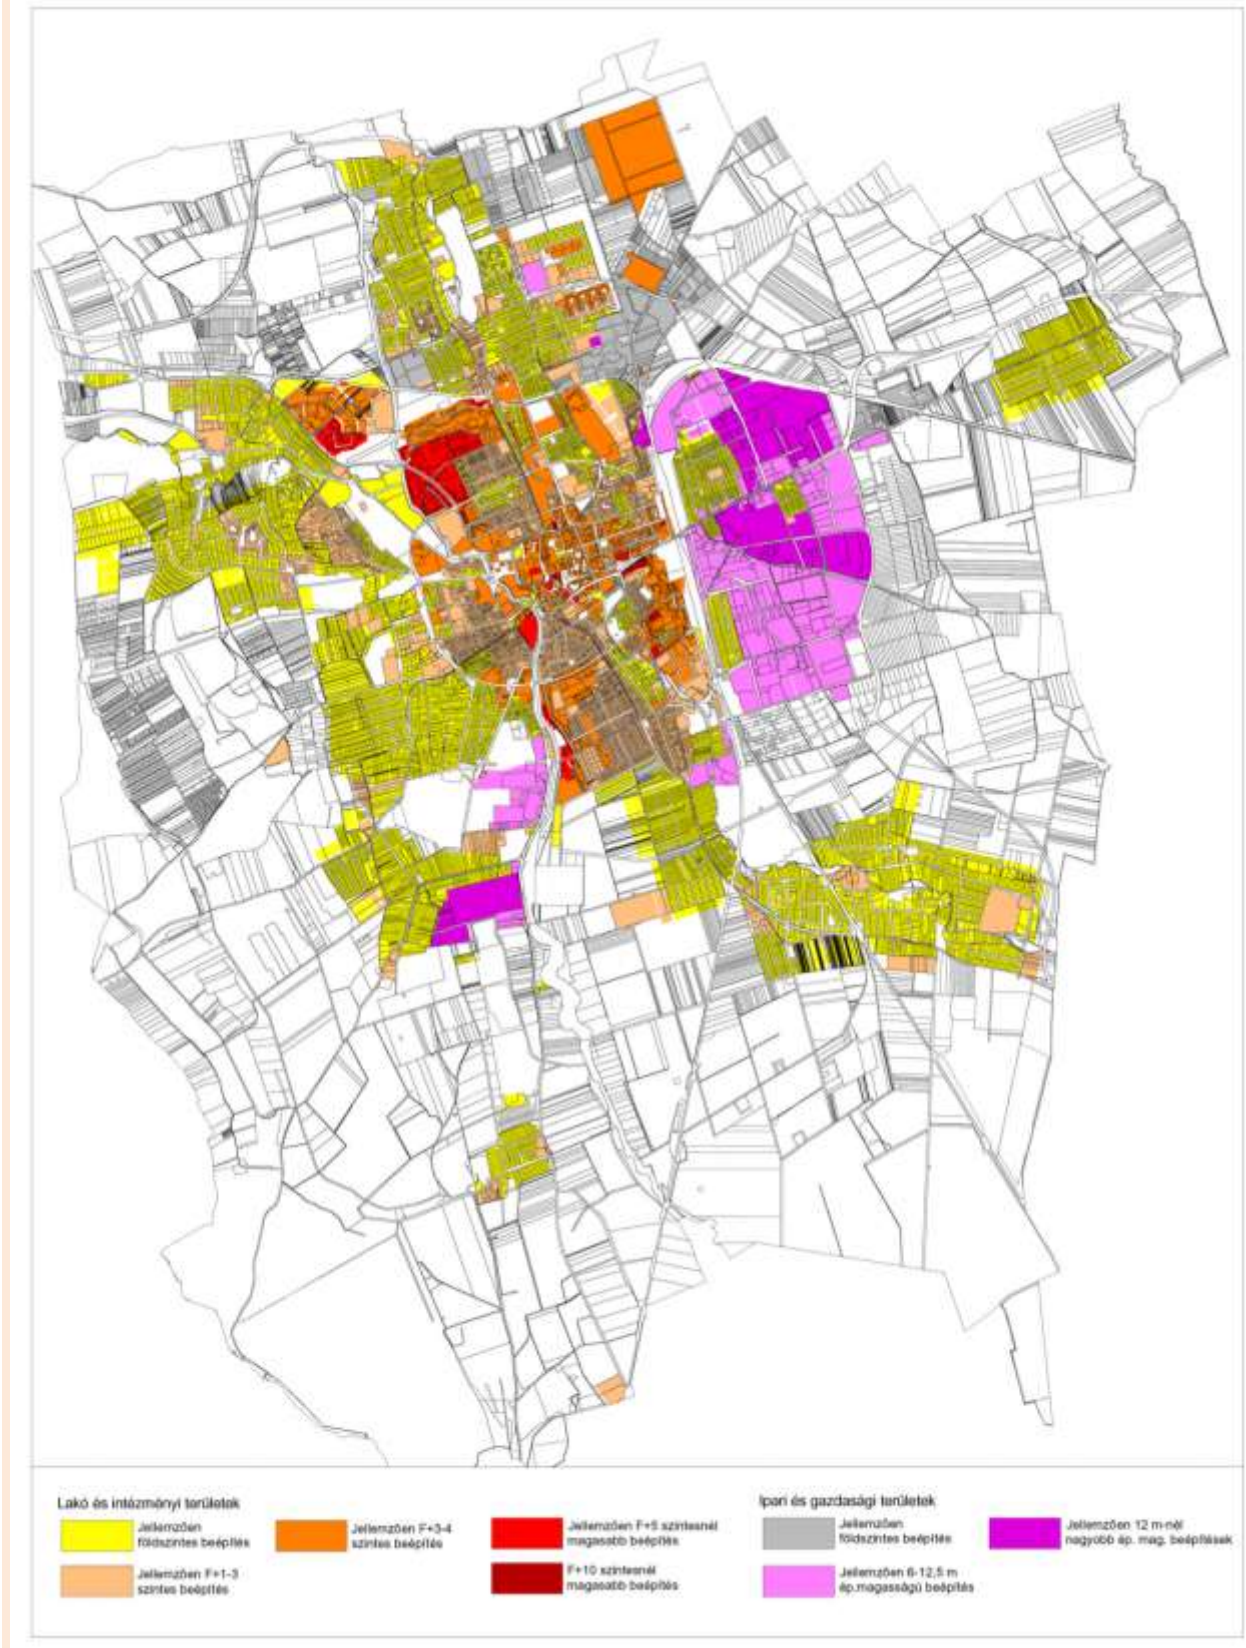 Lakó és intézményi területek
Jellemzően
földszintes beépítés
Jellemzően F+1-3
szintes beépítés
Jellemzően F+3-4
szintes beépítés
Jellemzően F+5 szintesnél
magasabb beépítés
F+10 szintesnél
magasabb beépítés
Ipari és gazdasági területek
Jellemzően
földszintes beépítés
Jellemzően 6-12,5 m
ép.magasságú beépítés
Jellemzően 12 m-nél
nagyobb ép. mag. beépítések